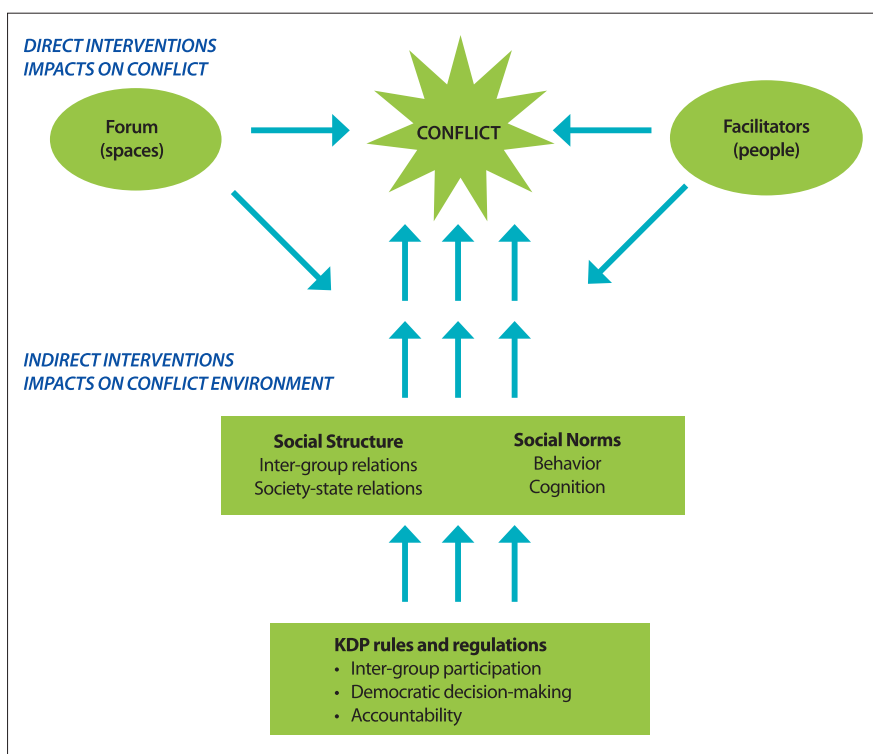 DIRECT INTERVENTIONS
IMPACTS ON CONFLICT
Forum
(spaces)
CONFLICT
Facilitators
(people)
INDIRECT INTERVENTIONS
IMPACTS ON CONFLICT ENVIRONMENT
Social Structure
Inter-group relations
Society-state relations
Social Norms
Behavior
Cognition
KDP rules and regulations
• Inter-group participation
• Democratic decision-making
• Accountability